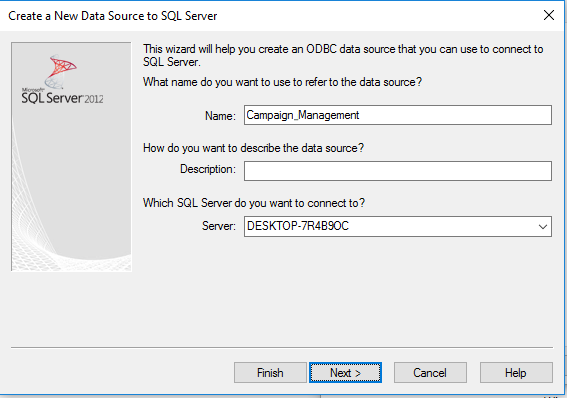 Create a New Data Source to SQL Server
This wizard will help you create an ODBC data source that you can use to connect to
SQL Server.
What name do you want to use to refer to the data source?
Microsoft
SQL Server 2012
Name: Campaign_Management
How do you want to describe the data source?
Description:
Which SQL Server do you want to connect to?
Server: DESKTOP-7R4B9OC
Finish Next > Cancel Help